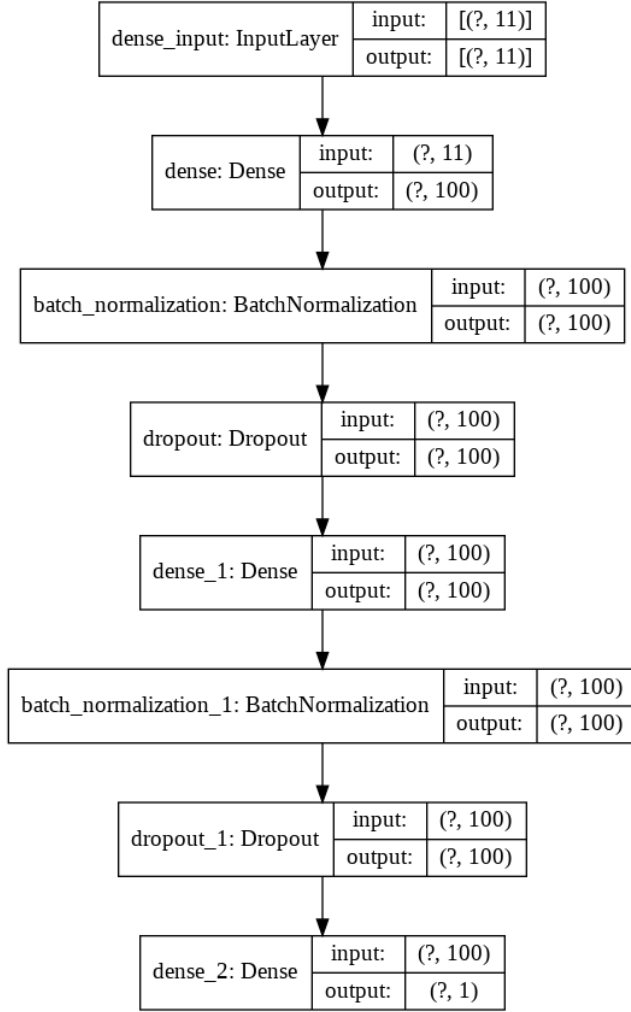 dense_input: InputLayer
input:
[(?, 11)]
output:
[(?, 11)]
dense: Dense
input:
(?, 11)
output:
(?, 100)
batch_normalization: BatchNormalization
input:
(?, 100)
output:
(?, 100)
dropout: Dropout
input:
(?, 100)
output:
(?, 100)
dense_1: Dense
input:
(?, 100)
output:
(?, 100)
batch_normalization_1: BatchNormalization
input:
(?, 100)
output:
(?, 100)
dropout_1: Dropout
input:
(?, 100)
output:
(?, 100)
dense_2: Dense
input:
(?, 100)
output:
(?, 1)